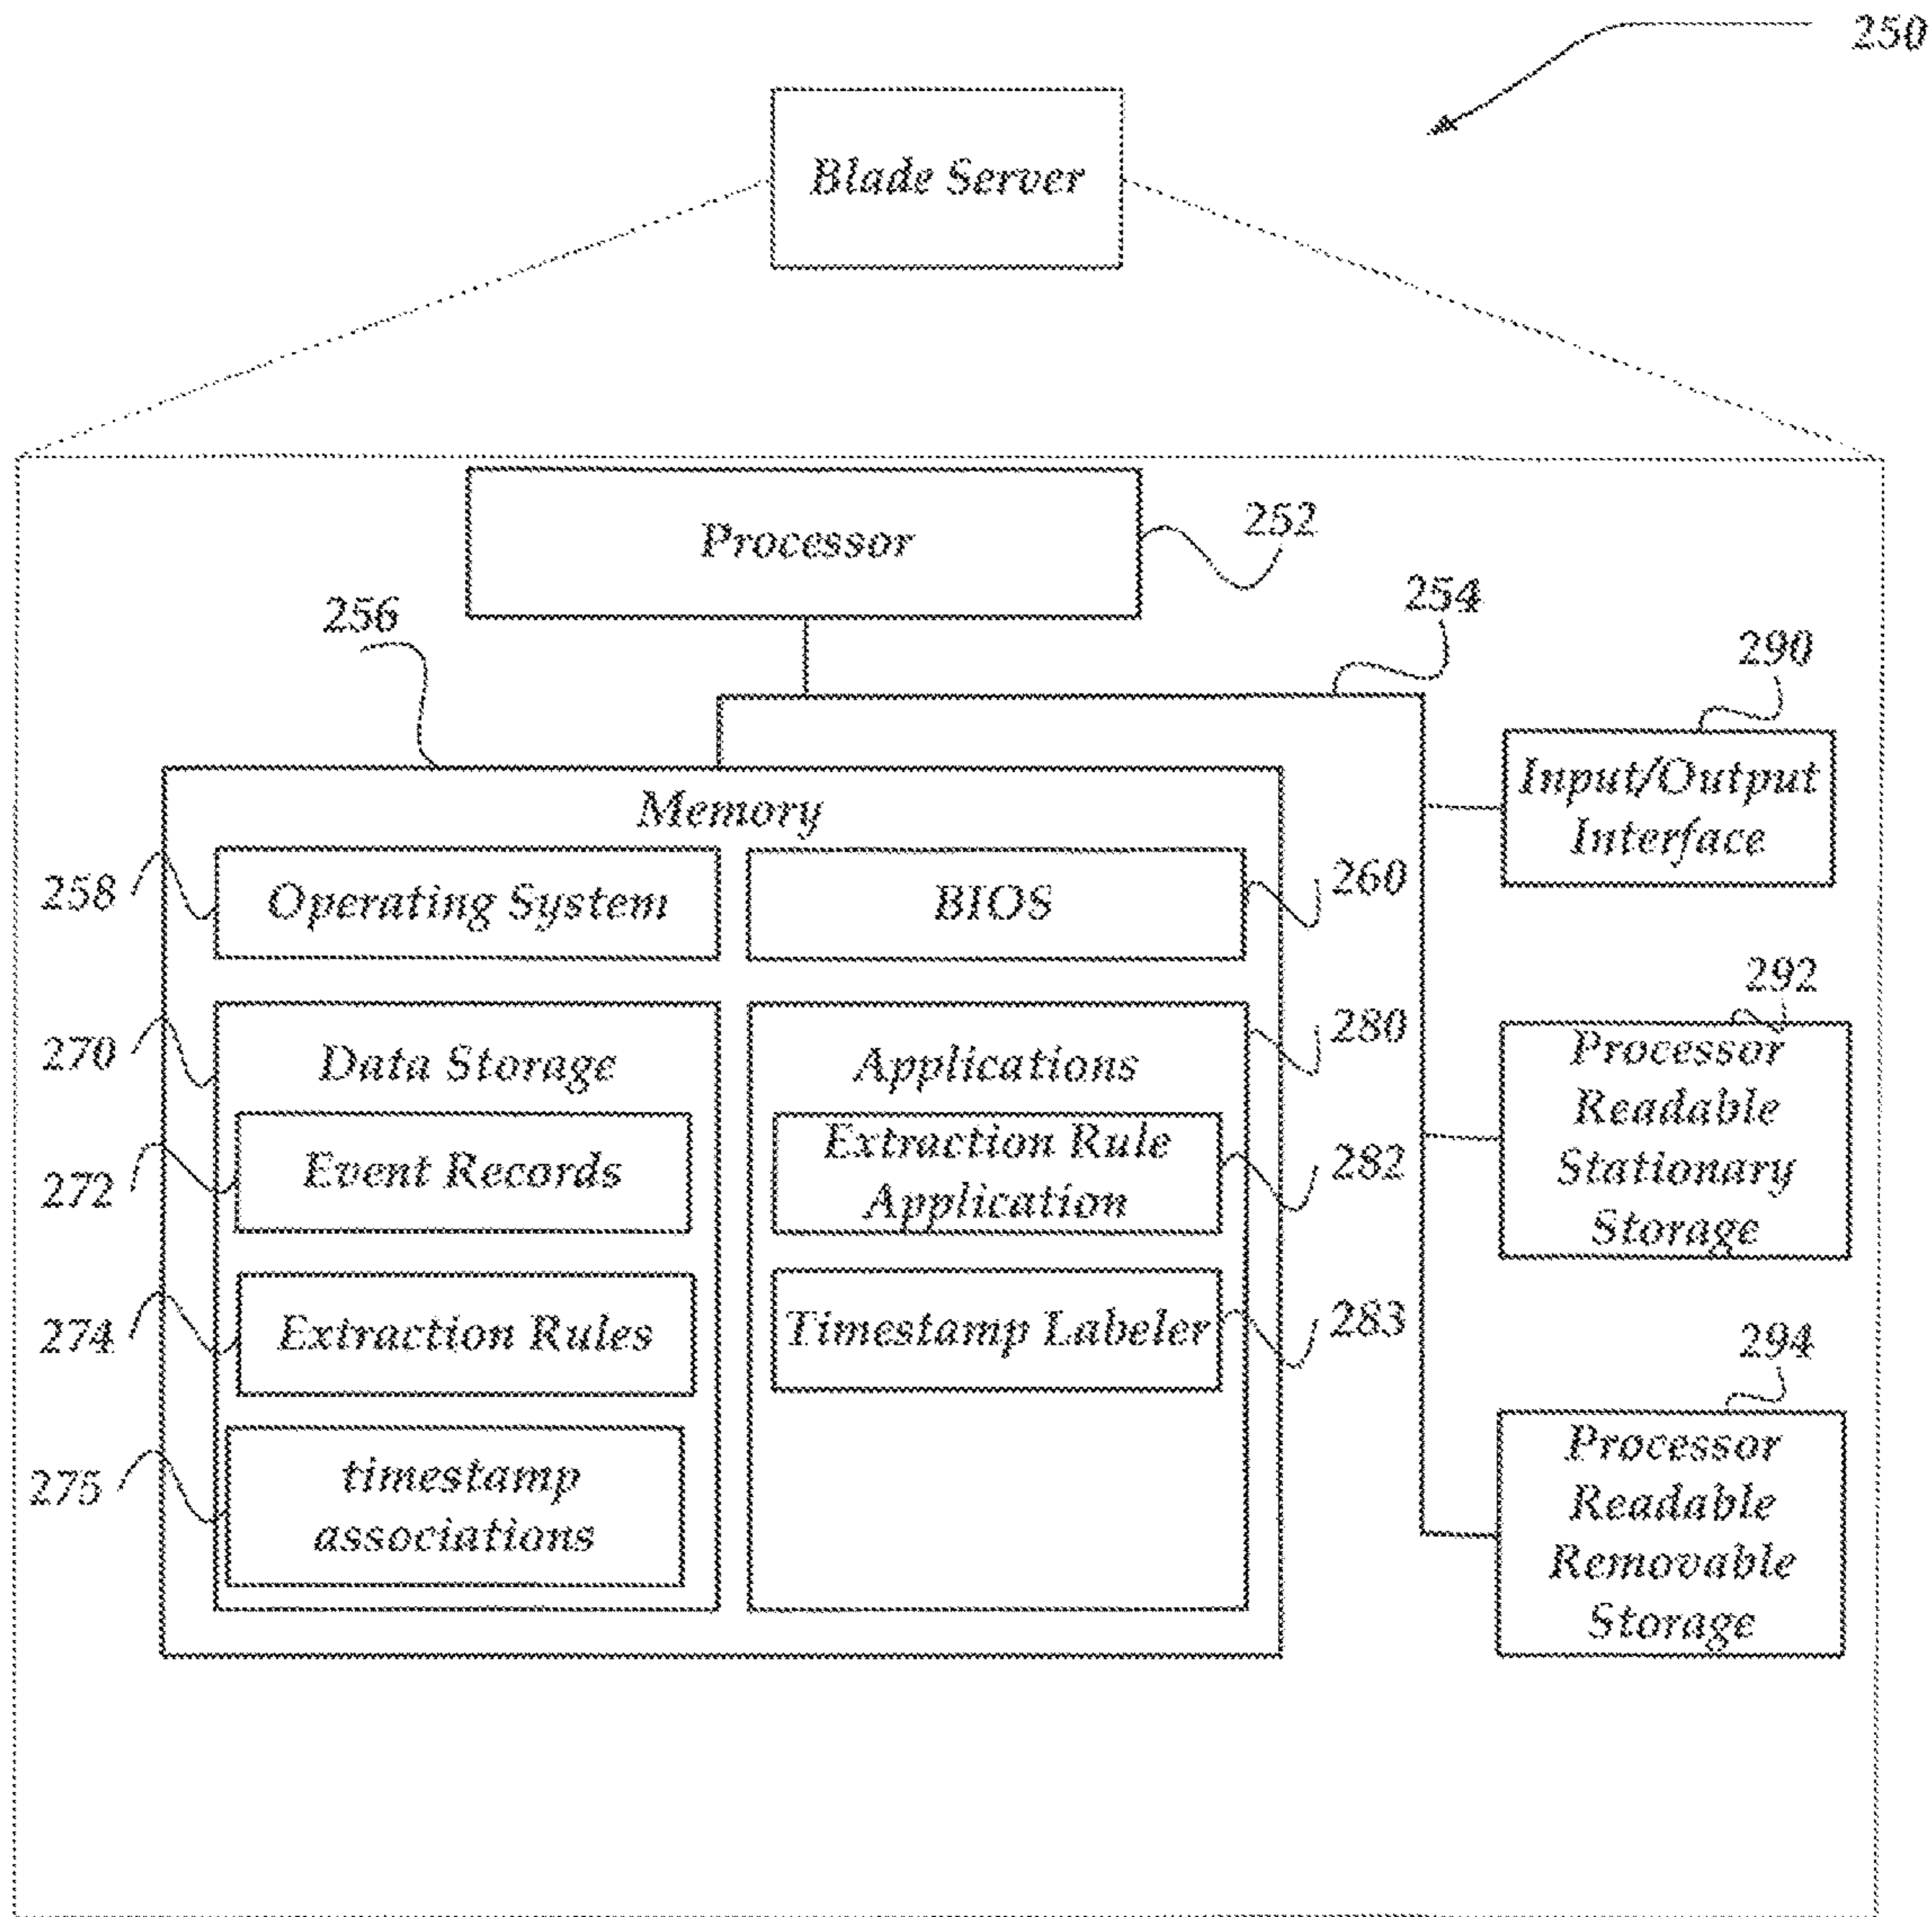 250
Blade Server
Processor
252
254
256
290
Input/Output
Interface
Memory
258
Operating System
BIOS
260
292
Processor
Readable
Stationary
Storage
270
Data Storage
Applications
280
272
Event Records
Extraction Rule
Application
282
274
Extraction Rules
Timestamp Labeler
283
294
Processor
Readable
Removable
Storage
275
timestamp
associations